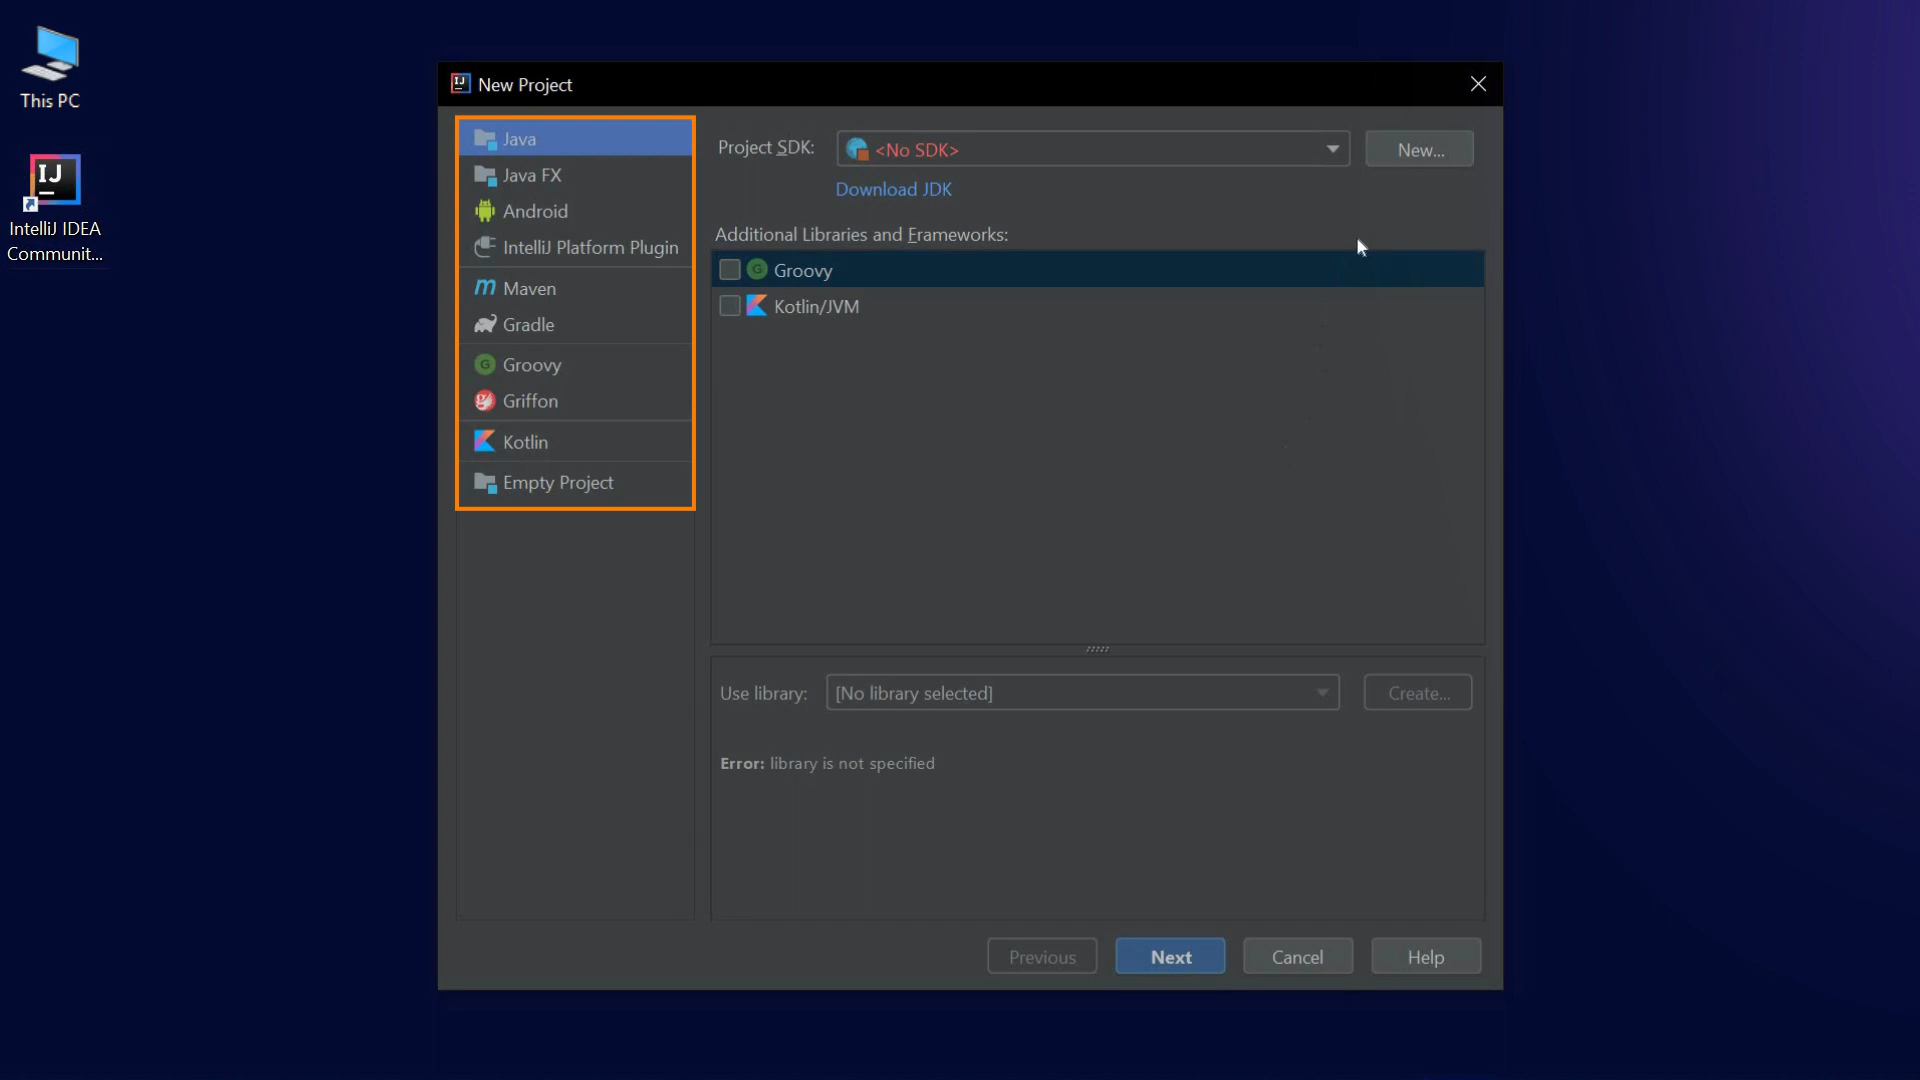 This PC
IJ
IntelliJ IDEA
Communit...
IJ
New Project
Java
Java FX
Android
IntelliJ Platform Plugin
Maven
Gradle
Groovy
Griffon
Kotlin
Empty Project
Project SDK:
<No SDK>
New...
Download JDK
Additional Libraries and Frameworks:
Groovy
Kotlin/JVM
Use library:
[No library selected]
Create...
Error: library is not specified
Previous
Next
Cancel
Help